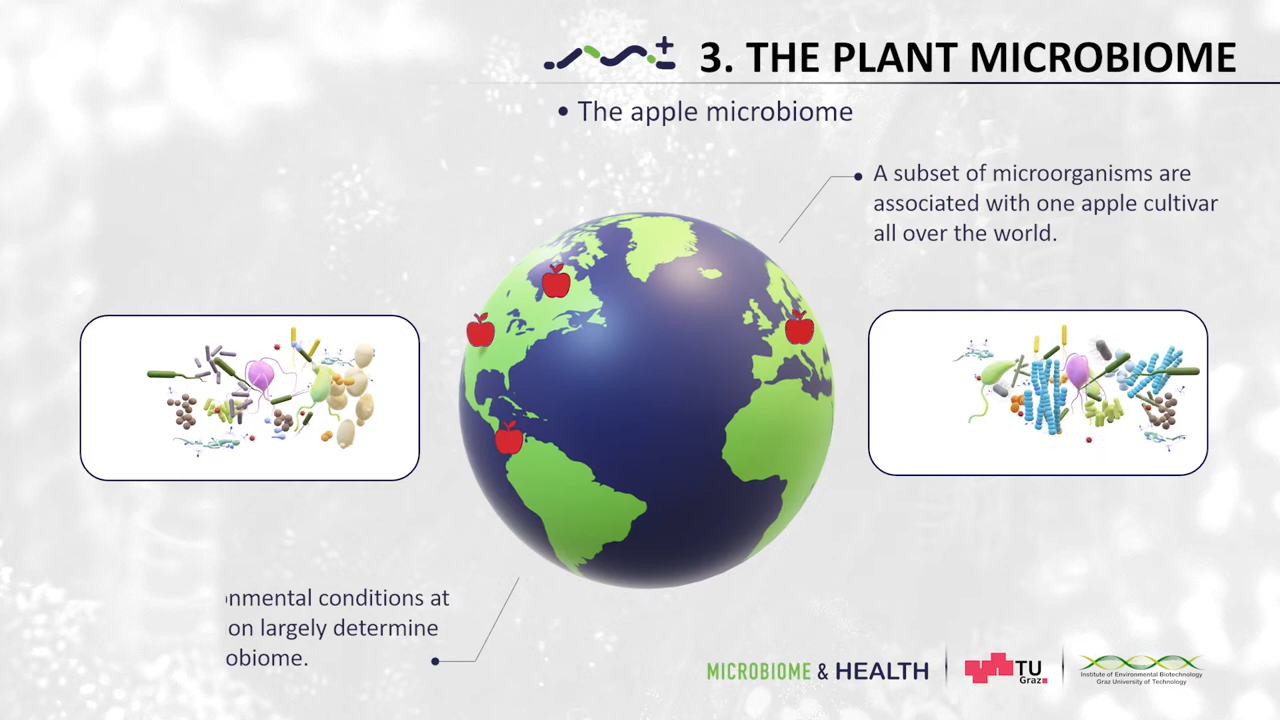 3. THE PLANT MICROBIOME
• The apple microbiome
A subset of microorganisms are
associated with one apple cultivar
all over the world.
nmental conditions at
on largely determine
obiome.
MICROBIOME & HEALTH
TU
Graz
Institute of Environmental Biotechnology
Graz University of Technology